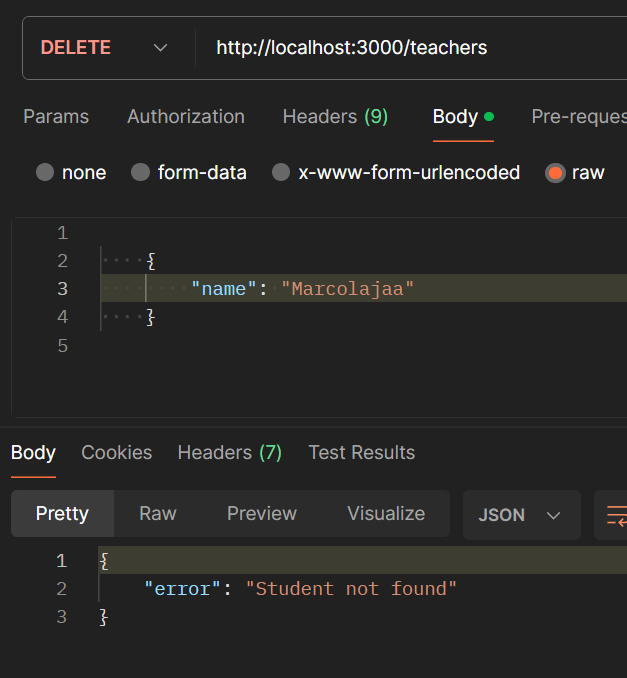 DELETE http://localhost:3000/teachers
Params Authorization Headers (9) Body Pre-reques
none form-data x-www-form-urlencoded raw
1
2 {
3 "name": "Marcolajaa"
4 }
5
Body Cookies Headers (7) Test Results
Pretty Raw Preview Visualize JSON
1 {
2 "error": "Student not found"
3 }